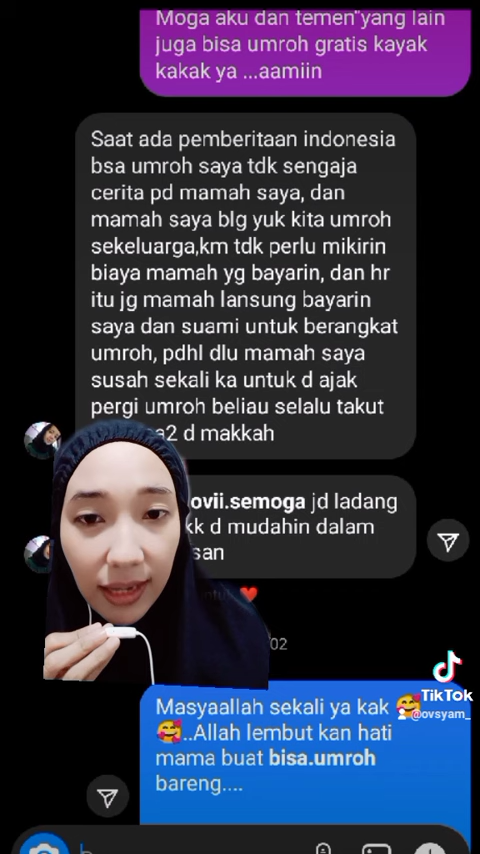 Moga aku dan temen"yang lain
juga bisa umroh gratis kayak
kakak ya ...aamiin
Saat ada pemberitaan indonesia
bsa umroh saya tdk sengaja
cerita pd mamah saya, dan
mamah saya blg yuk kita umroh
sekeluarga,km tdk perlu mikirin
biaya mamah yg bayarin, dan hr
itu jg mamah lansung bayarin
saya dan suami untuk berangkat
umroh, pdhl dlu mamah saya
susah sekali ka untuk d ajak
pergi umroh beliau selalu takut
a2 d makkah
ovii.semoga jd ladang
kk d mudahin dalam
san
02
TikTok
@ovsyam_
Masyaallah sekali ya kak 🥰
🥰..Allah lembut kan hati
mama buat bisa.umroh
bareng....